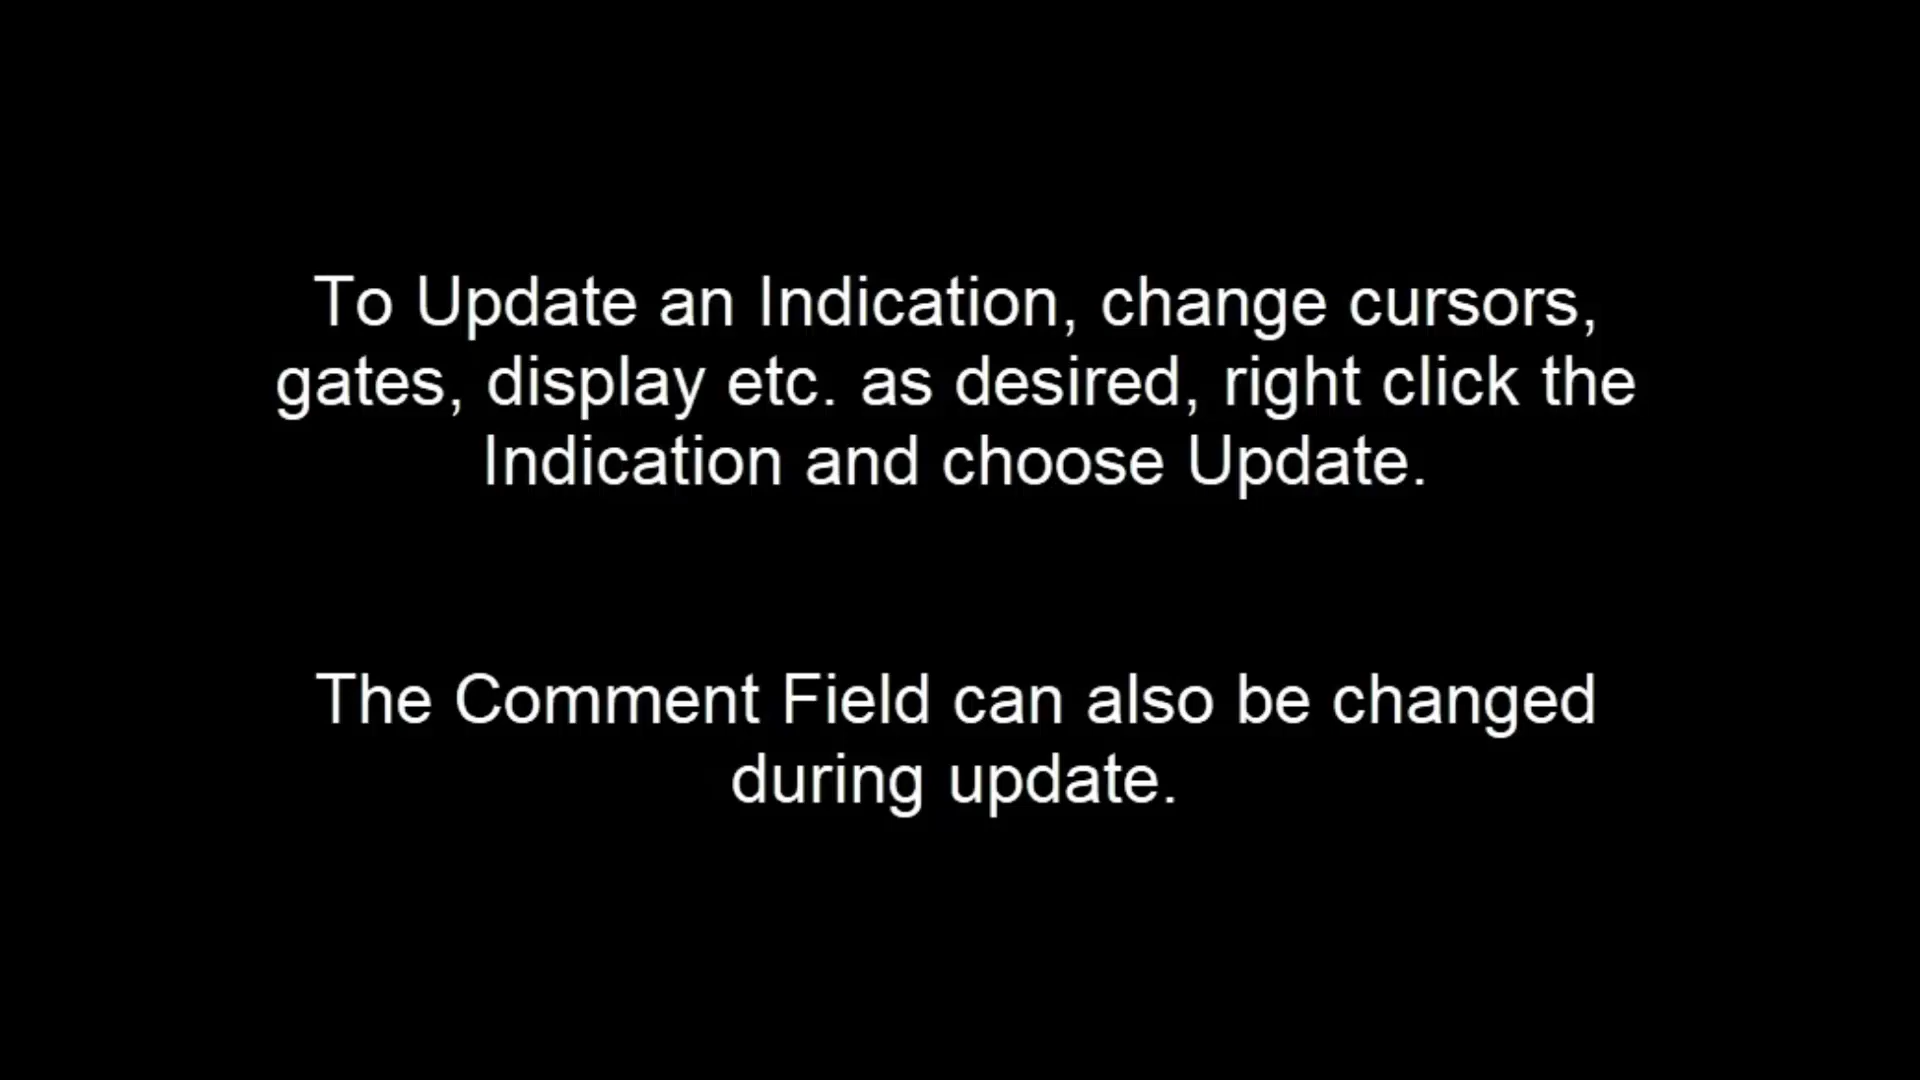 To Update an Indication, change cursors,
gates, display etc. as desired, right click the
Indication and choose Update.
The Comment Field can also be changed
during update.